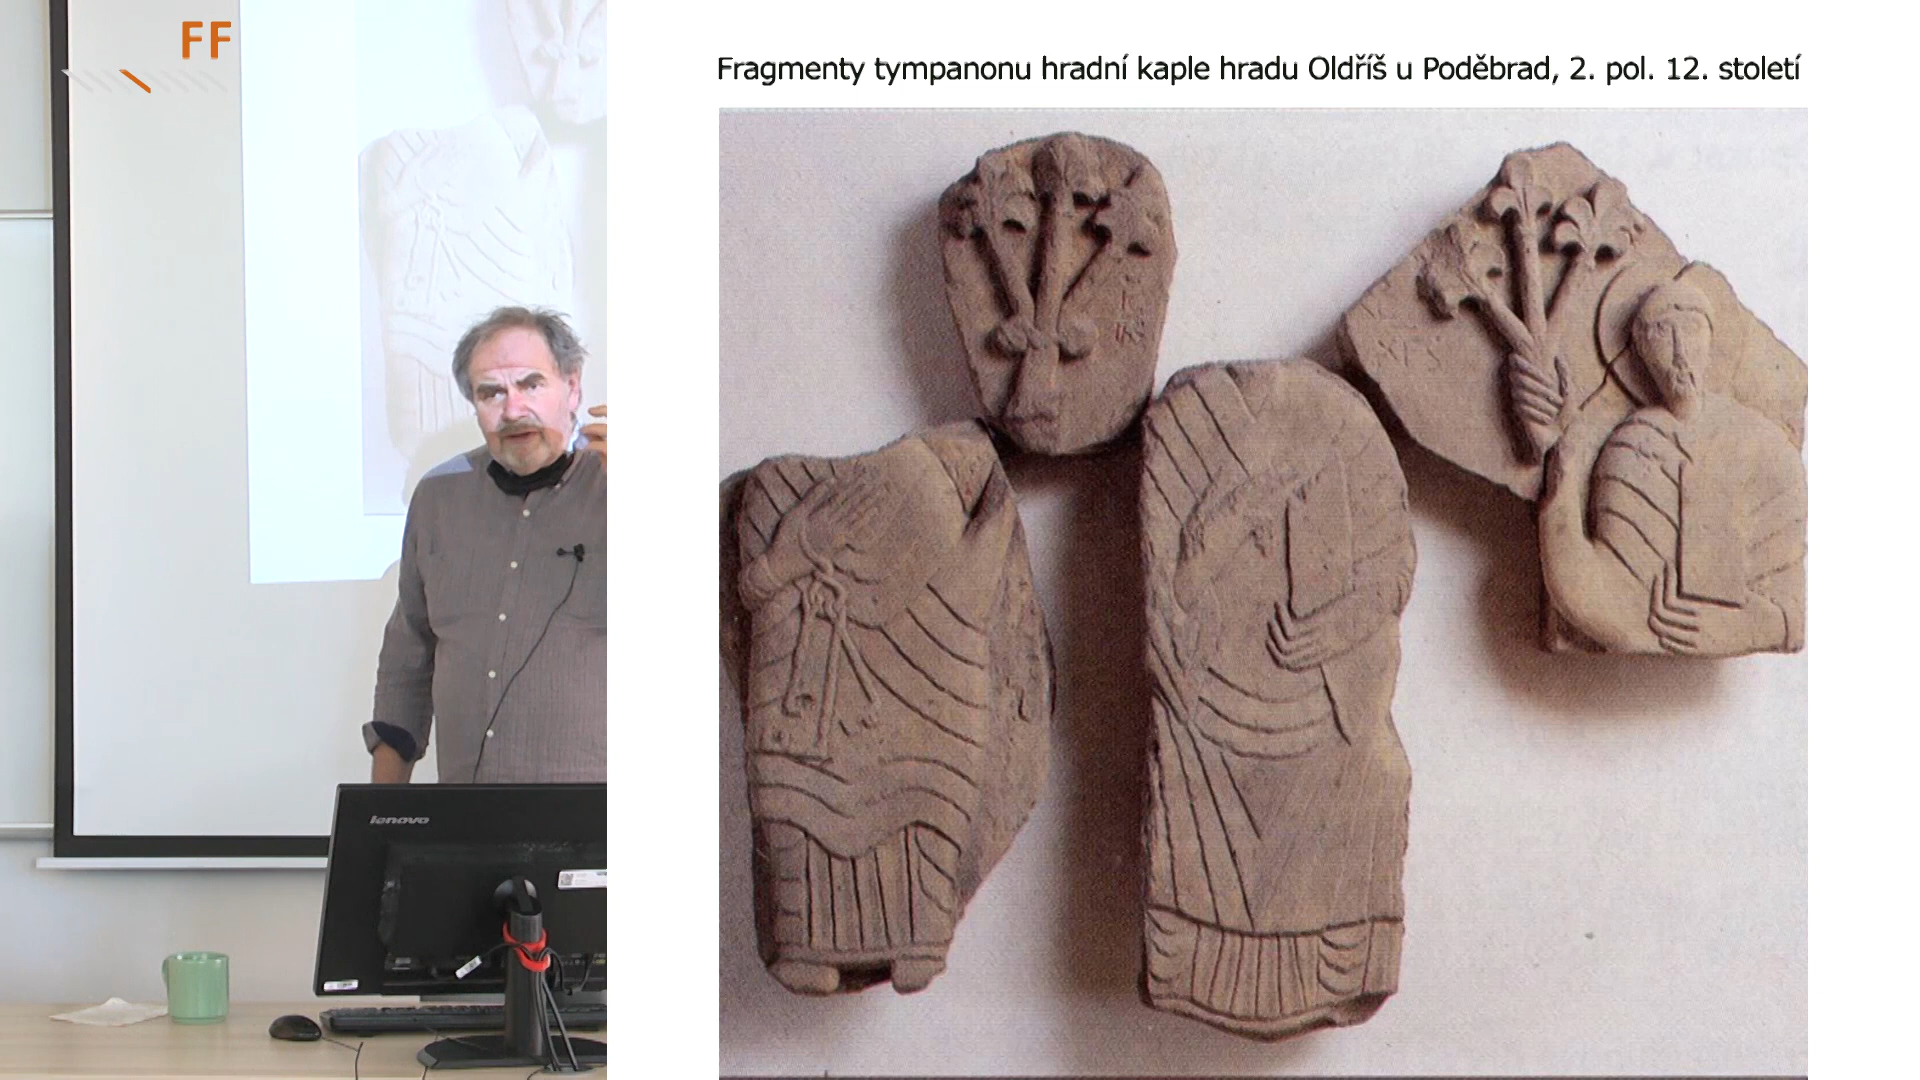 FF
Fragmenty tympanonu hradní kaple hradu Oldříš u Poděbrad, 2. pol. 12. století
lenovo